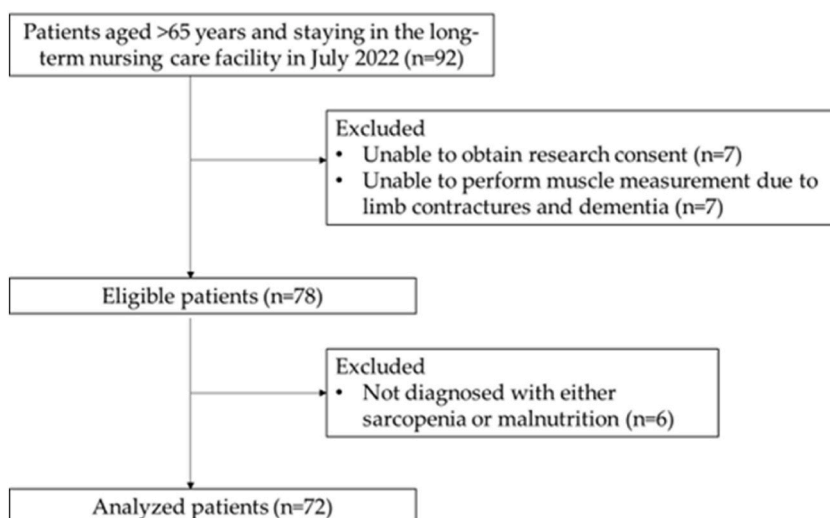 Patients aged >65 years and staying in the long-
term nursing care facility in July 2022 (n=92)
Excluded
• Unable to obtain research consent (n=7)
• Unable to perform muscle measurement due to
limb contractures and dementia (n=7)
Eligible patients (n=78)
Excluded
• Not diagnosed with either
sarcopenia or malnutrition (n=6)
Analyzed patients (n=72)